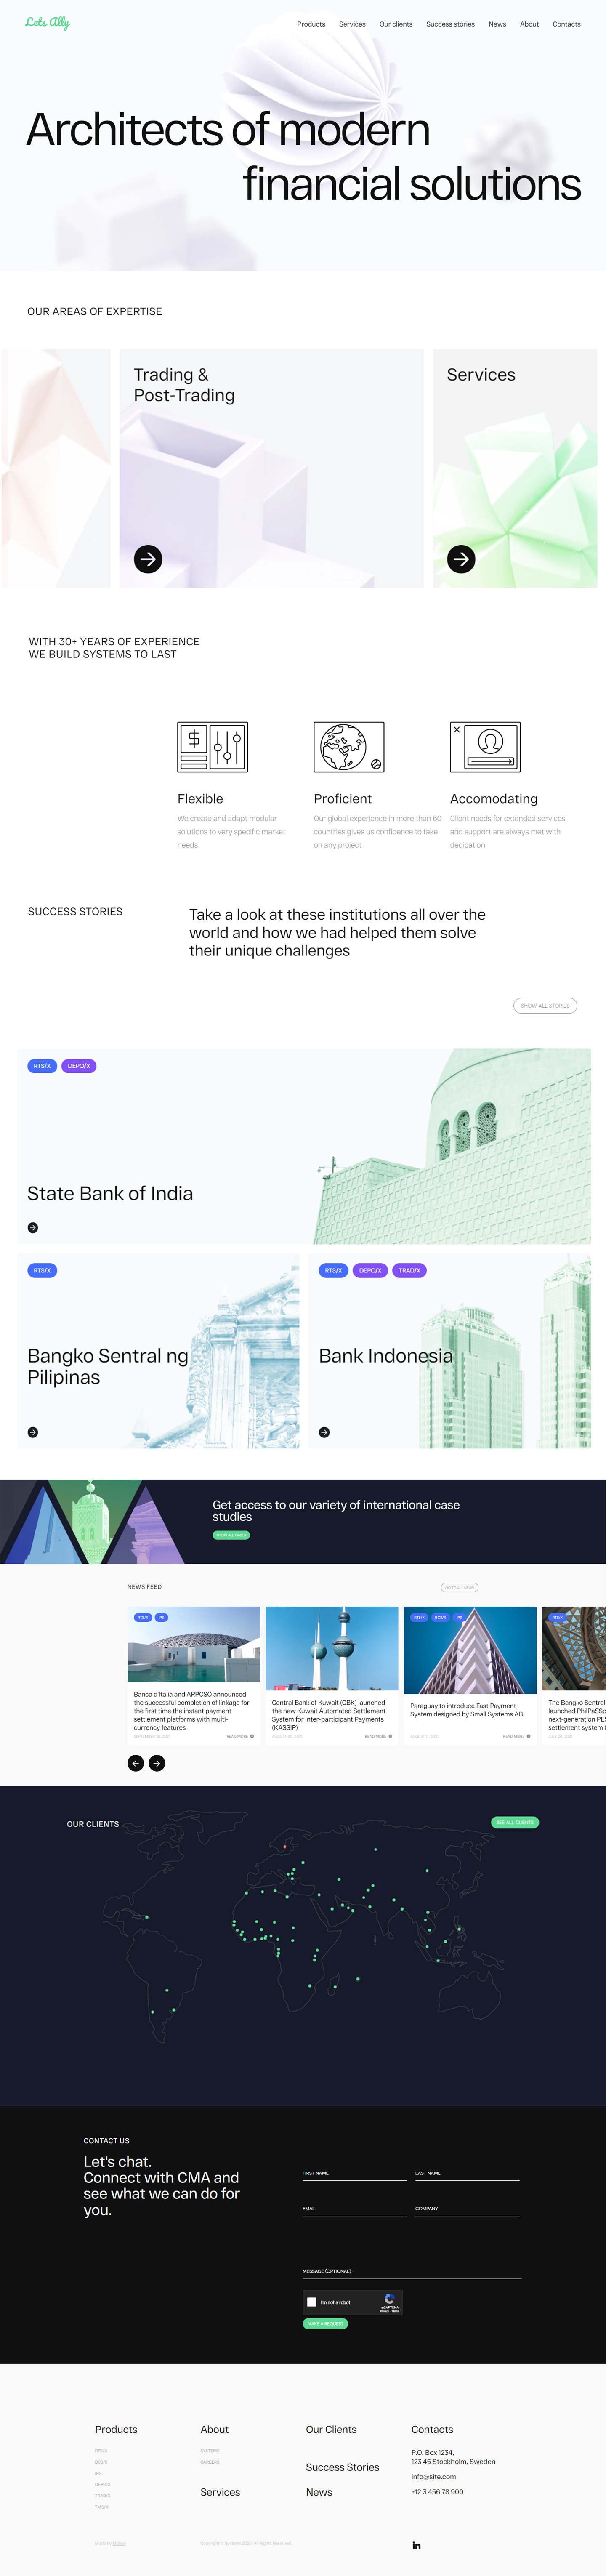 Lets Ally
Products Services Our clients Success stories News About Contacts
Architects of modern
financial solutions
OUR AREAS OF EXPERTISE
Trading &
Post-Trading
Services
WITH 30+ YEARS OF EXPERIENCE
WE BUILD SYSTEMS TO LAST
Flexible
We create and adapt modular
solutions to very specific market
needs
Proficient
Our global experience in more than 60
countries gives us confidence to take
on any project
Accomodating
Client needs for extended services
and support are always met with
dedication
SUCCESS STORIES
Take a look at these institutions all over the
world and how we had helped them solve
their unique challenges
SHOW ALL STORIES
RTS/X DEPO/X
State Bank of India
RTS/X
Bangko Sentral ng
Pilipinas
RTS/X DEPO/X TRAD/X
Bank Indonesia
Get access to our variety of international case
studies
SHOW ALL CASES
NEWS FEED
GO TO ALL NEWS
RTS/X IPS
Banca d'Italia and ARPCSO announced
the successful completion of linkage for
the first time the instant payment
settlement platforms with multi-
currency features
READ MORE
Central Bank of Kuwait (CBK) launched
the new Kuwait Automated Settlement
System for Inter-participant Payments
(KASSIP)
READ MORE
RTS/X BCS/X IPS
Paraguay to introduce Fast Payment
System designed by Small Systems AB
READ MORE
RTS/X
The Bangko Sentral
launched PhilPaSSp
next-generation PE
settlement system
OUR CLIENTS
SEE ALL CLIENTS
CONTACT US
Let's chat.
Connect with CMA and
see what we can do for
you.
FIRST NAME
LAST NAME
EMAIL
COMPANY
MESSAGE (OPTIONAL)
I'm not a robot
reCAPTCHA
Privacy - Terms
MAKE A REQUEST
Products
RTS/X
BCS/X
IPS
DEPO/X
TRAD/X
TMS/X
About
SYSTEMS
CAREERS
Services
Our Clients
Success Stories
News
Contacts
P.O. Box 1234,
123 45 Stockholm, Sweden
info@site.com
+12 3 456 78 900
Made by
in